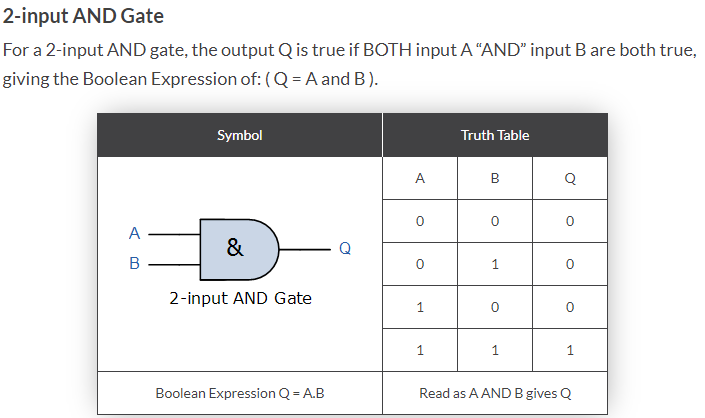 2-input AND Gate
For a 2-input AND gate, the output Q is true if BOTH input A “AND” input B are both true,
giving the Boolean Expression of: ( Q = A and B ).
Symbol Truth Table
A B Q
0 0 0
0 1 0
1 0 0
1 1 1
A
B
&
Q
2-input AND Gate
Boolean Expression Q = A.B Read as A AND B gives Q